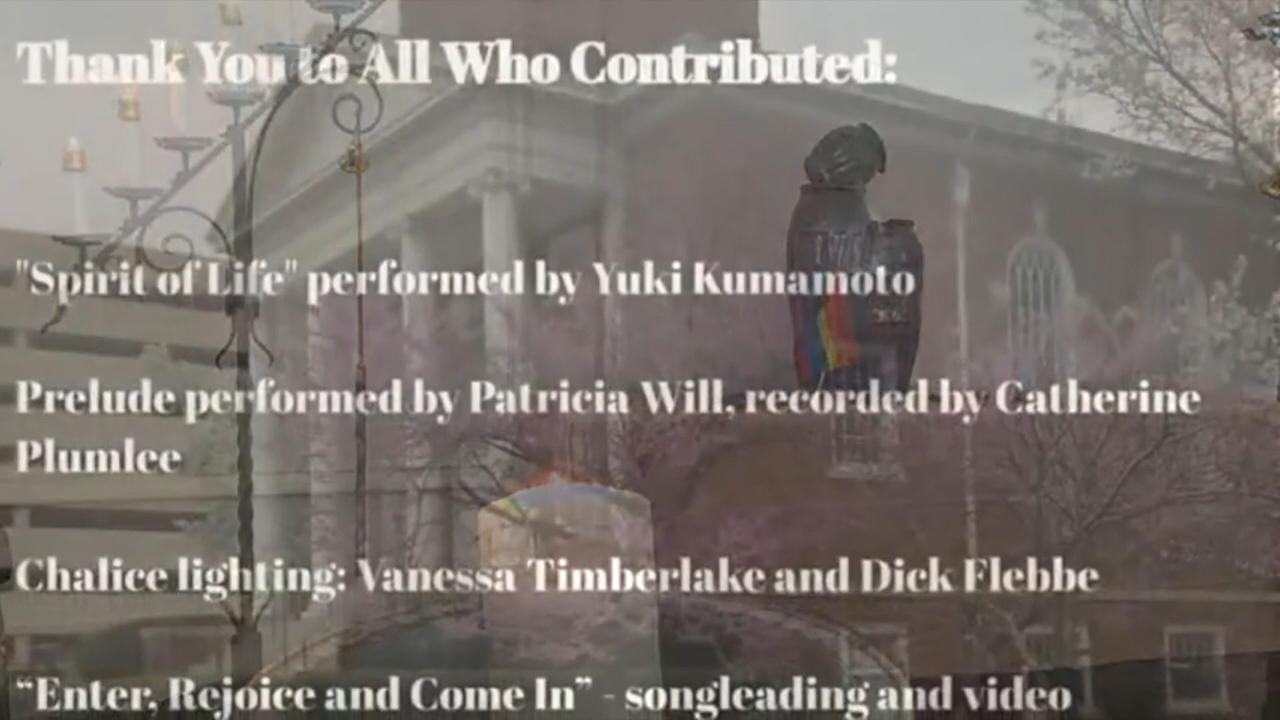 Thank You to All Who Contributed:
"Spirit of Life" performed by Yuki Kumamoto
Prelude performed by Patricia Will, recorded by Catherine
Plumlee
Chalice lighting: Vanessa Timberlake and Dick Flebbe
“Enter, Rejoice and Come In” - songleading and video